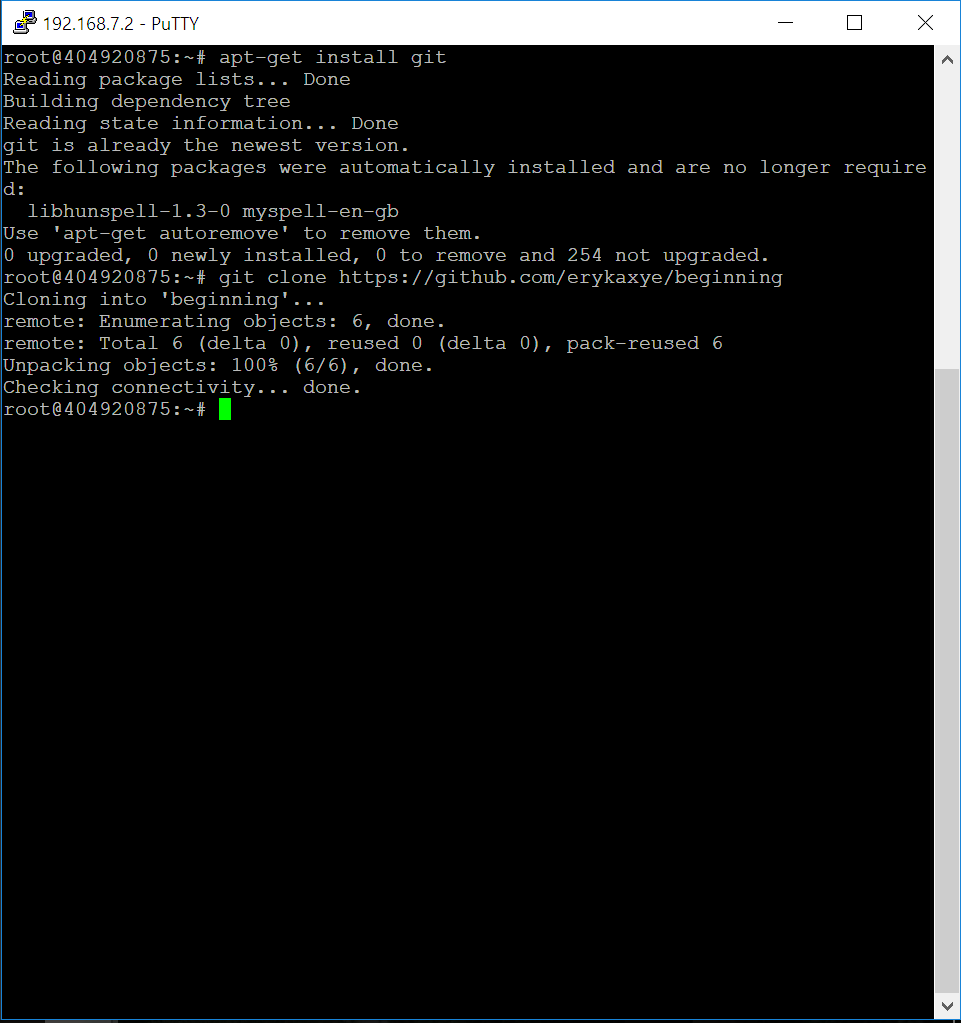 192.168.7.2 - PuTTY
root@404920875:~# apt-get install git
Reading package lists... Done
Building dependency tree
Reading state information... Done
git is already the newest version.
The following packages were automatically installed and are no longer require
d:
  libhunspell-1.3-0 myspell-en-gb
Use 'apt-get autoremove' to remove them.
0 upgraded, 0 newly installed, 0 to remove and 254 not upgraded.
root@404920875:~# git clone https://github.com/erykaxye/beginning
Cloning into 'beginning'...
remote: Enumerating objects: 6, done.
remote: Total 6 (delta 0), reused 0 (delta 0), pack-reused 6
Unpacking objects: 100% (6/6), done.
Checking connectivity... done.
root@404920875:~#